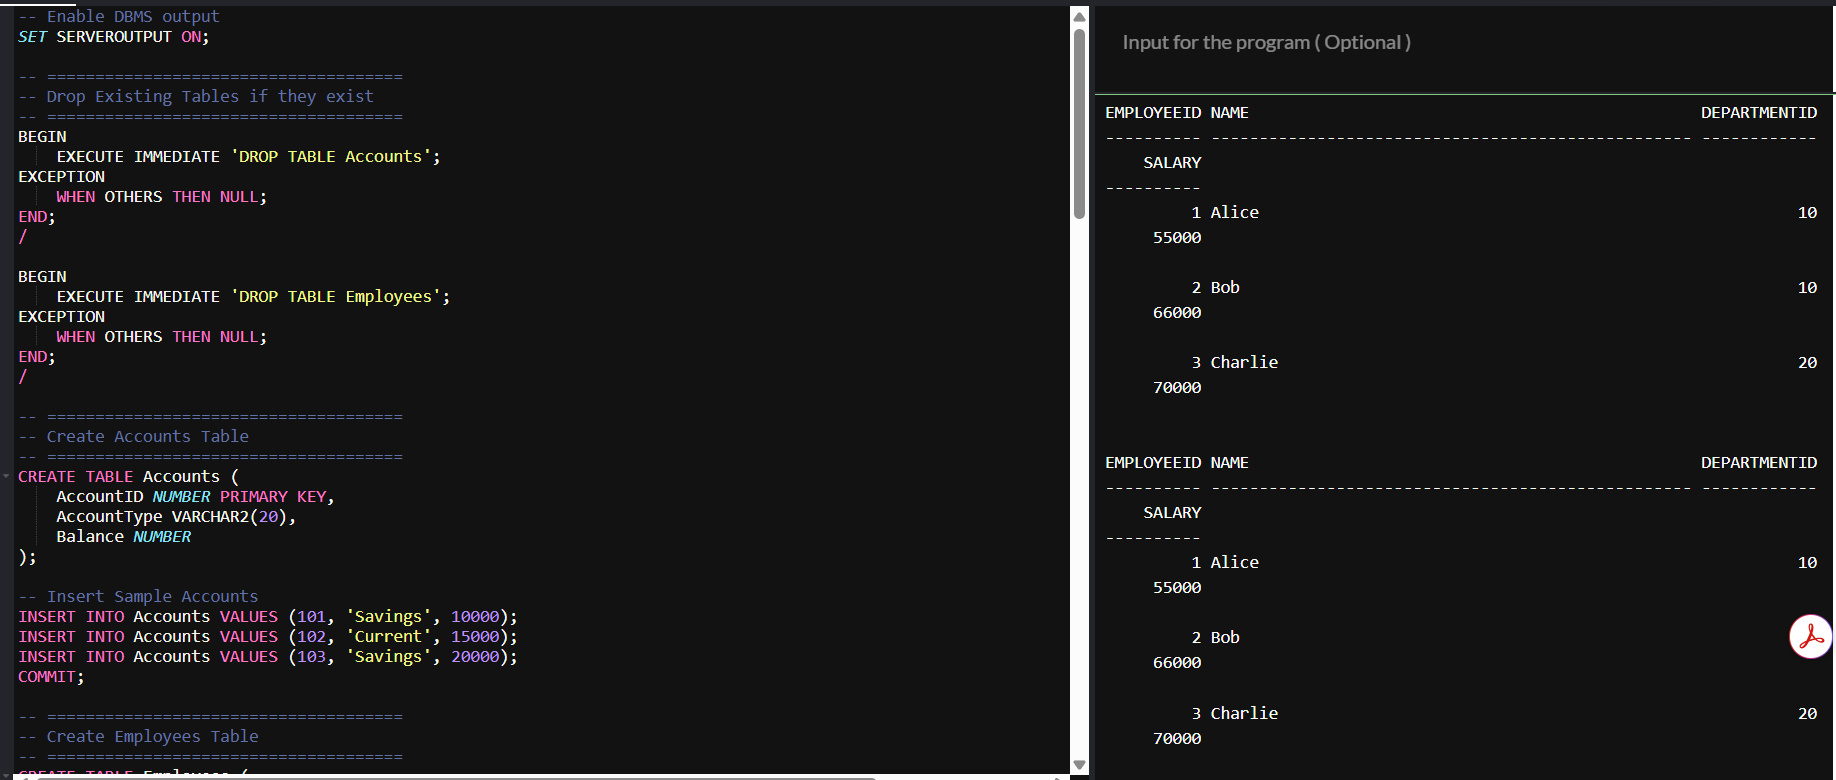 -- Enable DBMS output
SET SERVEROUTPUT ON;
-- =====================================
-- Drop Existing Tables if they exist
-- =====================================
BEGIN
    EXECUTE IMMEDIATE 'DROP TABLE Accounts';
EXCEPTION
    WHEN OTHERS THEN NULL;
END;
/
BEGIN
    EXECUTE IMMEDIATE 'DROP TABLE Employees';
EXCEPTION
    WHEN OTHERS THEN NULL;
END;
/
-- =====================================
-- Create Accounts Table
-- =====================================
CREATE TABLE Accounts (
    AccountID NUMBER PRIMARY KEY,
    AccountType VARCHAR2(20),
    Balance NUMBER
);
-- Insert Sample Accounts
INSERT INTO Accounts VALUES (101, 'Savings', 10000);
INSERT INTO Accounts VALUES (102, 'Current', 15000);
INSERT INTO Accounts VALUES (103, 'Savings', 20000);
COMMIT;
-- =====================================
-- Create Employees Table
-- =====================================
CREATE TABLE Employees (
Input for the program ( Optional )
EMPLOYEEID NAME                                               DEPARTMENTID
---------- -------------------------------------------------- ------------
    SALARY
----------
         1 Alice                                                        10
     55000
         2 Bob                                                          10
     66000
         3 Charlie                                                      20
     70000
EMPLOYEEID NAME                                               DEPARTMENTID
---------- -------------------------------------------------- ------------
    SALARY
----------
         1 Alice                                                        10
     55000
         2 Bob                                                          10
     66000
         3 Charlie                                                      20
     70000